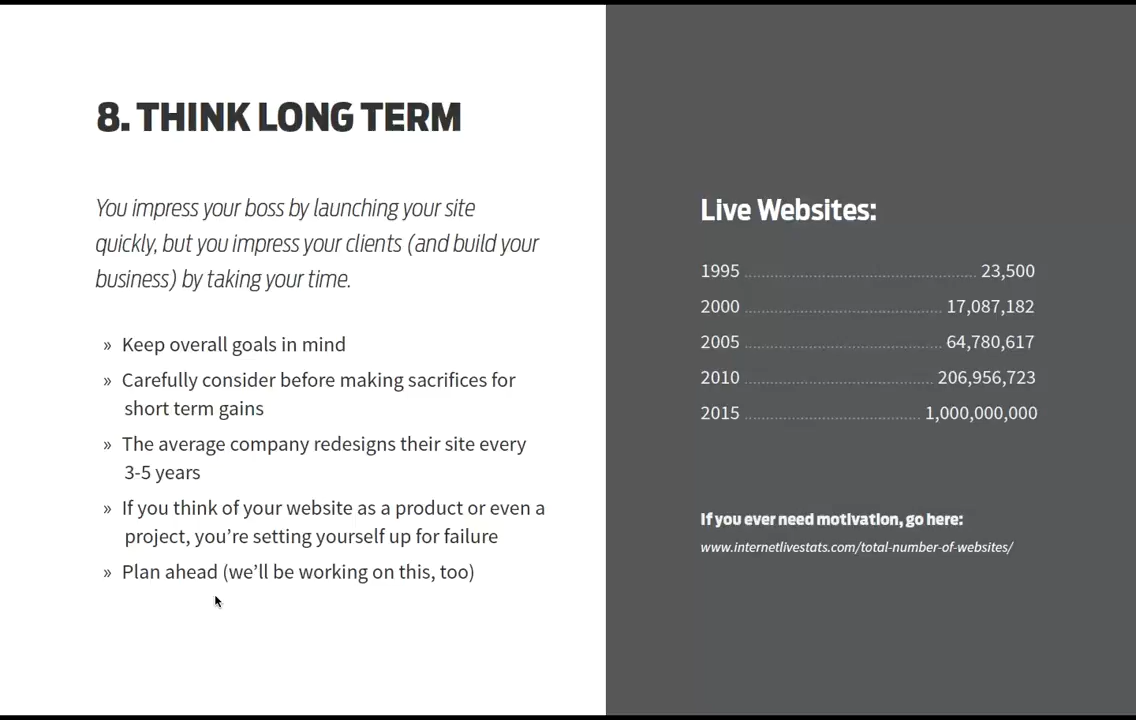 8. THINK LONG TERM
You impress your boss by launching your site
quickly, but you impress your clients (and build your
business) by taking your time.
» Keep overall goals in mind
» Carefully consider before making sacrifices for
short term gains
» The average company redesigns their site every
3-5 years
» If you think of your website as a product or even a
project, you’re setting yourself up for failure
» Plan ahead (we’ll be working on this, too)
Live Websites:
1995 ........................................................ 23,500
2000 ................................................ 17,087,182
2005 ................................................ 64,780,617
2010 .............................................. 206,956,723
2015 ........................................... 1,000,000,000
If you ever need motivation, go here:
www.internetlivestats.com/total-number-of-websites/